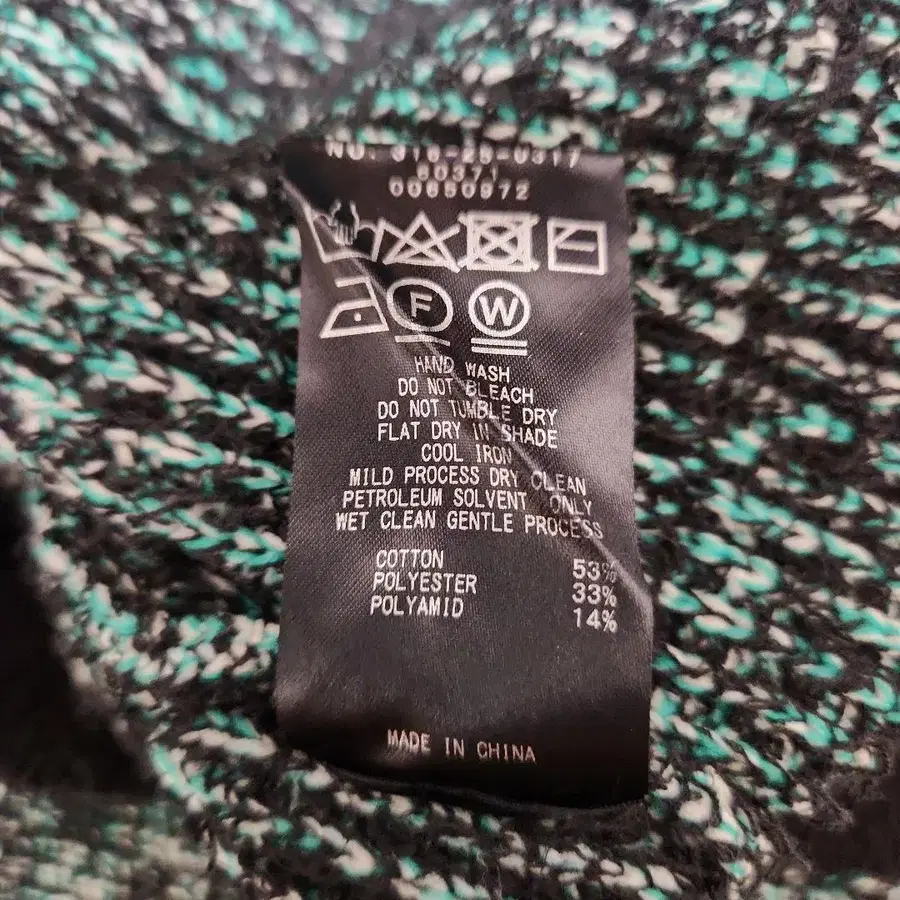 NO. 316-25-0317
80371
00650972
F W
HAND WASH
DO NOT BLEACH
DO NOT TUMBLE DRY
FLAT DRY IN SHADE
COOL IRON
MILD PROCESS DRY CLEAN
PETROLEUM SOLVENT ONLY
WET CLEAN GENTLE PROCESS
COTTON 53%
POLYESTER 33%
POLYAMID 14%
MADE IN CHINA